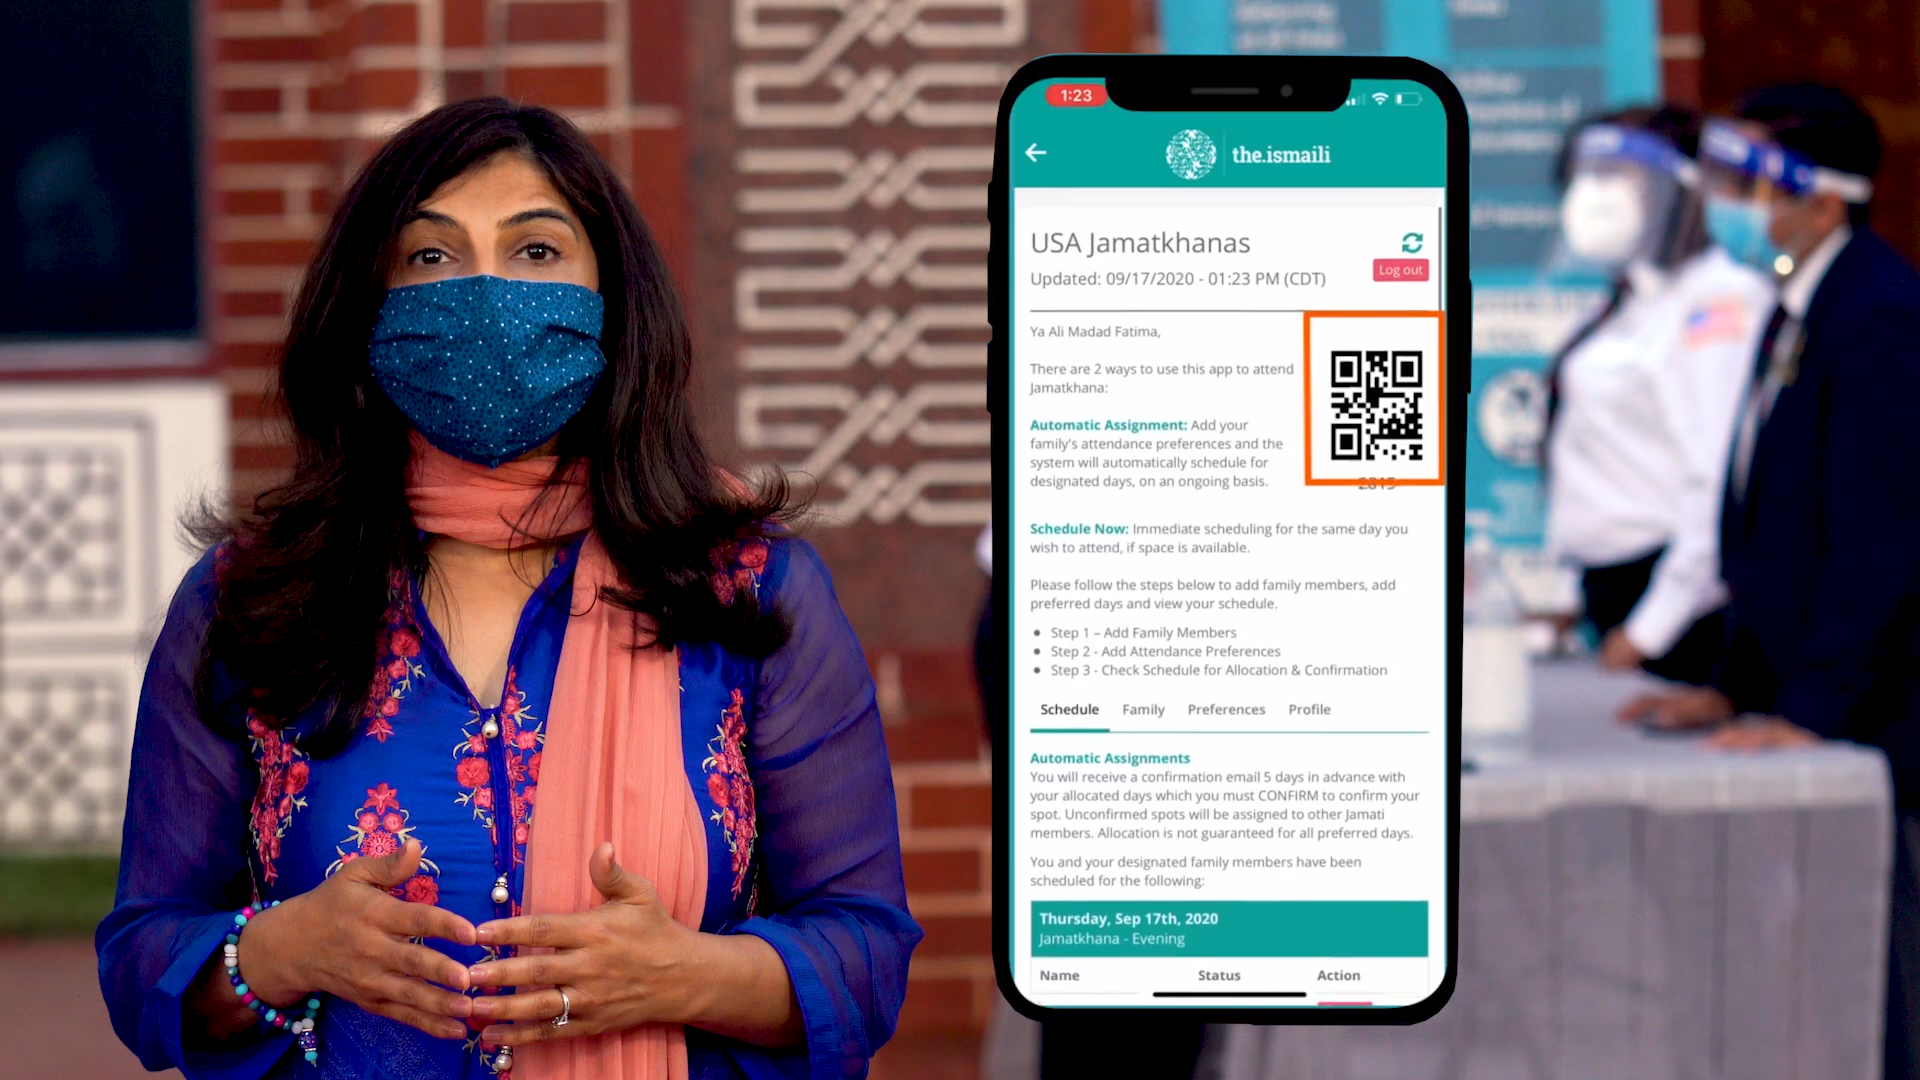 1:23
the.ismaili
USA Jamatkhanas
Log out
Updated: 09/17/2020 - 01:23 PM (CDT)
Ya Ali Madad Fatima,
There are 2 ways to use this app to attend
Jamatkhana:
Automatic Assignment: Add your
family's attendance preferences and the
system will automatically schedule for
designated days, on an ongoing basis.
Schedule Now: Immediate scheduling for the same day you
wish to attend, if space is available.
Please follow the steps below to add family members, add
preferred days and view your schedule.
• Step 1 – Add Family Members
• Step 2 - Add Attendance Preferences
• Step 3 - Check Schedule for Allocation & Confirmation
Schedule Family Preferences Profile
Automatic Assignments
You will receive a confirmation email 5 days in advance with
your allocated days which you must CONFIRM to confirm your
spot. Unconfirmed spots will be assigned to other Jamati
members. Allocation is not guaranteed for all preferred days.
You and your designated family members have been
scheduled for the following:
Thursday, Sep 17th, 2020
Jamatkhana - Evening
Name Status Action